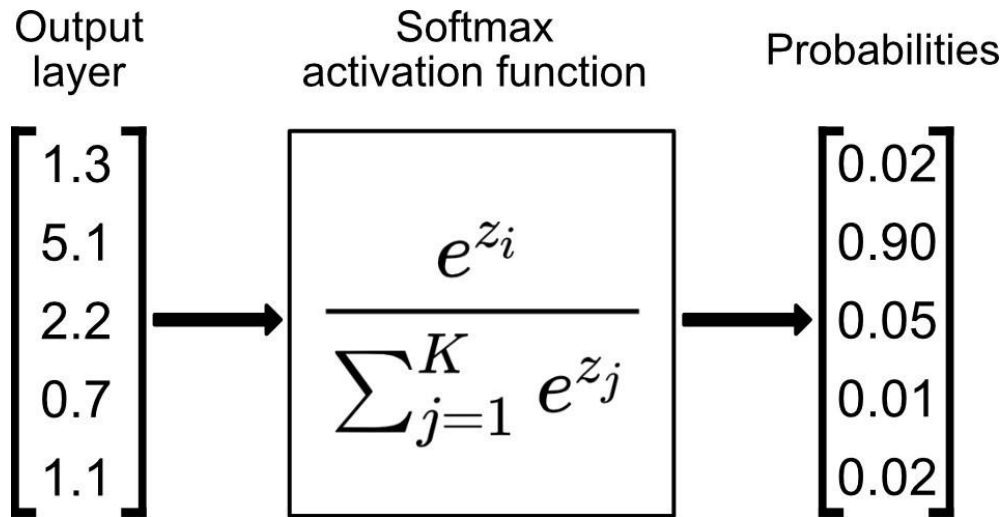 Output
layer
Softmax
activation function
Probabilities
1.3
5.1
2.2
0.7
1.1
e^{z_i}
∑_{j=1}^{K} e^{z_j}
0.02
0.90
0.05
0.01
0.02